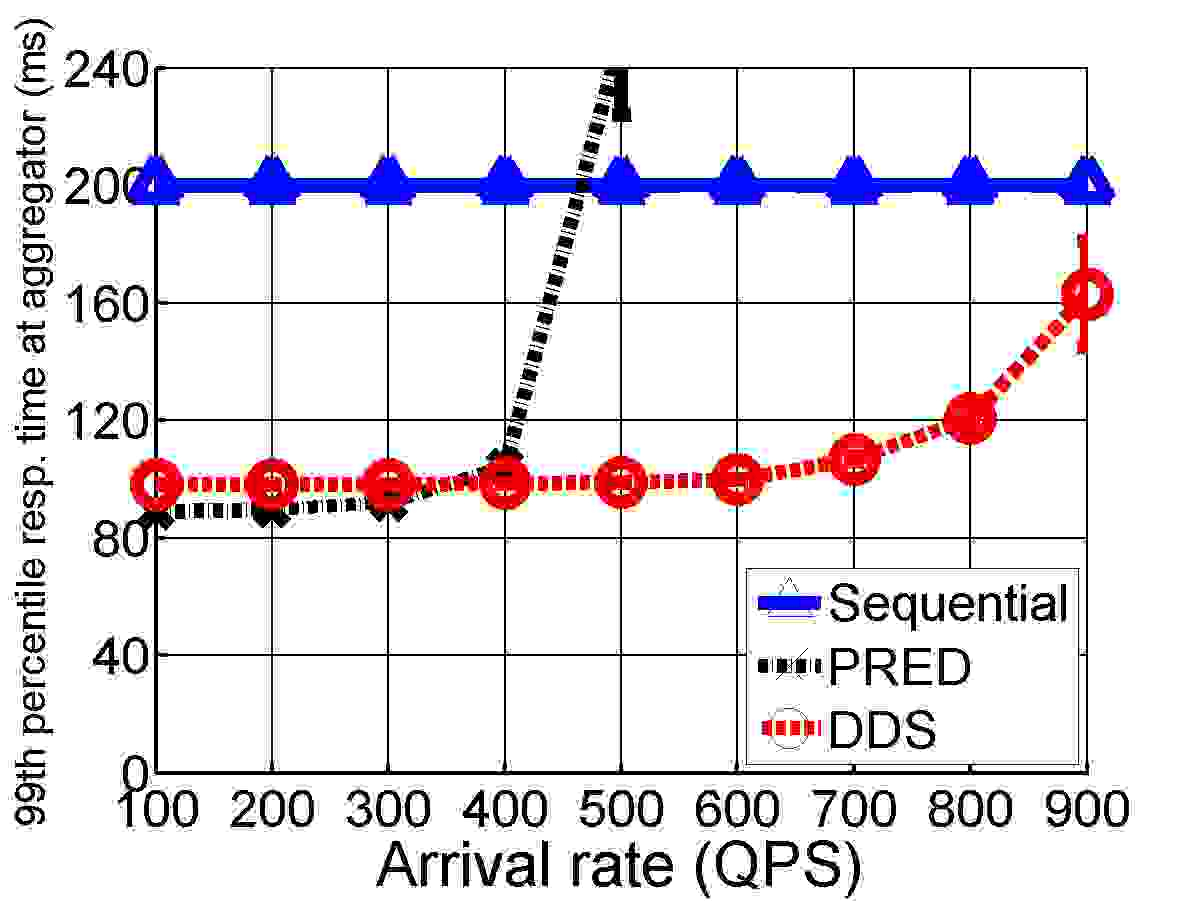 99th percentile resp. time at aggregator (ms)
240
200
160
120
80
40
0
100 200 300 400 500 600 700 800 900
Arrival rate (QPS)
Sequential
PRED
DDS